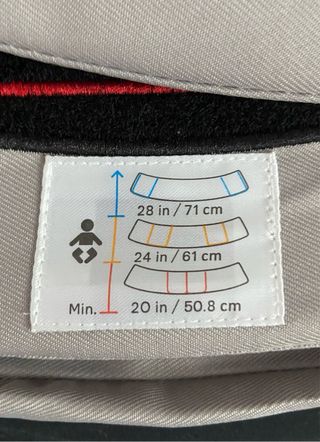 28 in / 71 cm
24 in / 61 cm
Min. 20 in / 50.8 cm